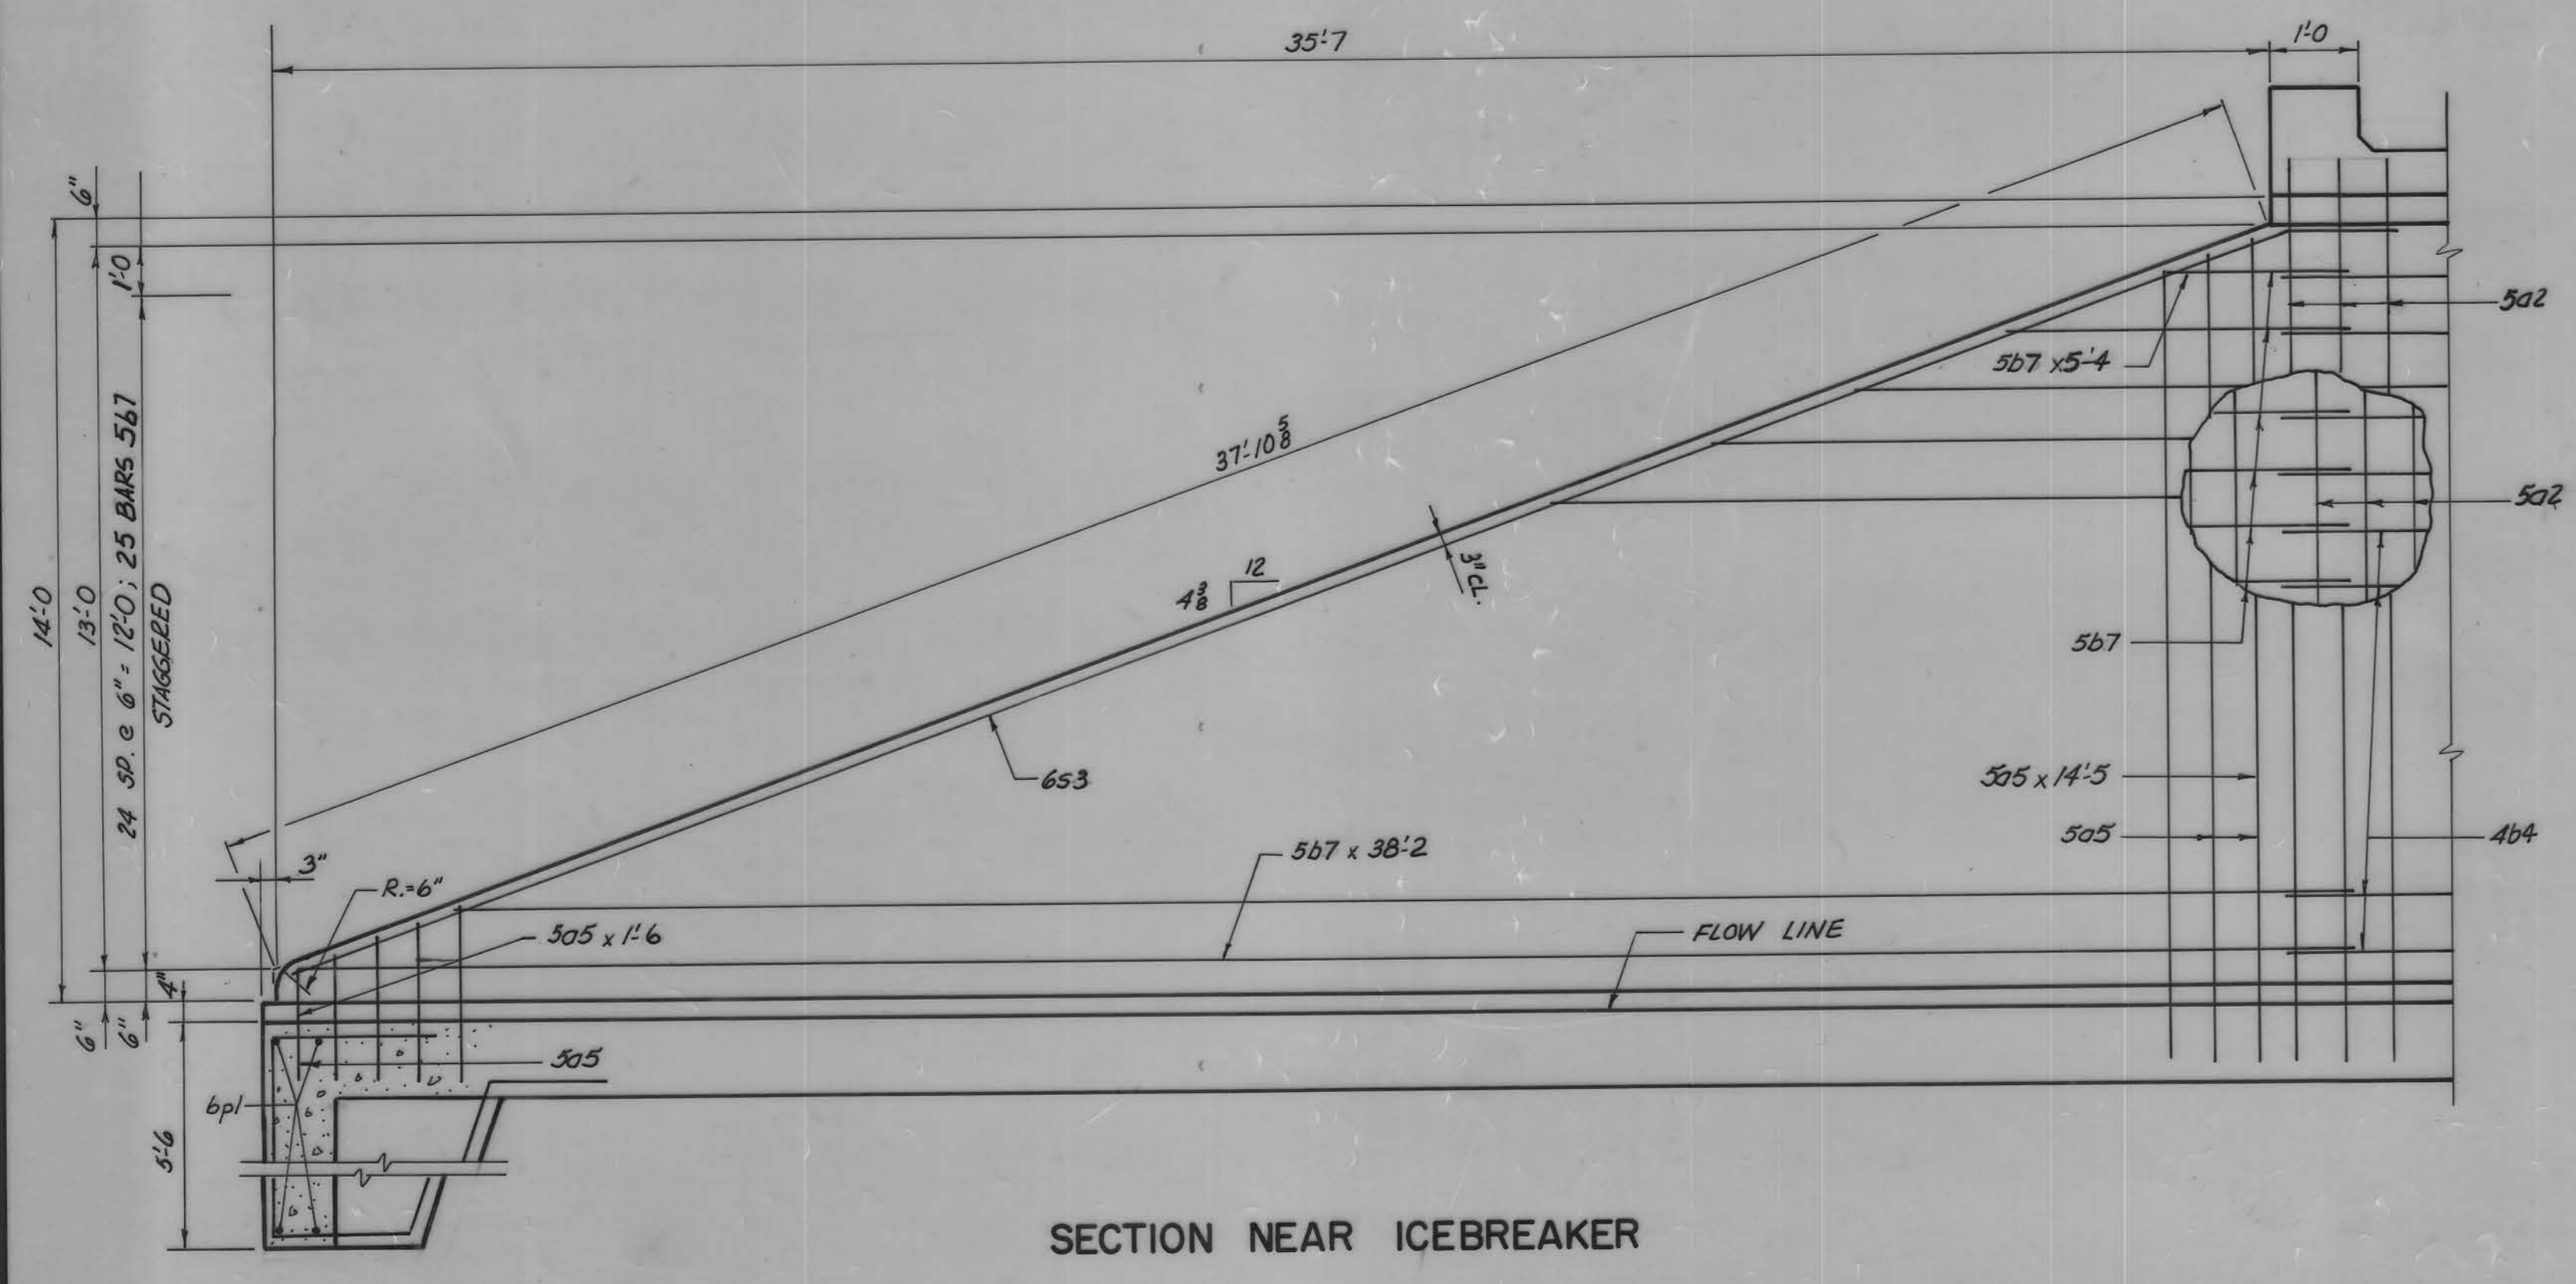 35'-7
1'-0
6"
1'-0
5a2
5b7 x 5'-4
14'-0
13'-0
24 SP. @ 6" = 12'-0; 25 BARS 5b7
STAGGERED
37'-10 5/8
5a2
12
4 3/8
3" CL.
5b7
6s3
5a5 x 14'-5
5a5
4b4
3"
R.=6"
5b7 x 38'-2
5a5 x 1'-6
FLOW LINE
4"
6"
6"
5a5
6p1
5'-6
SECTION NEAR ICEBREAKER